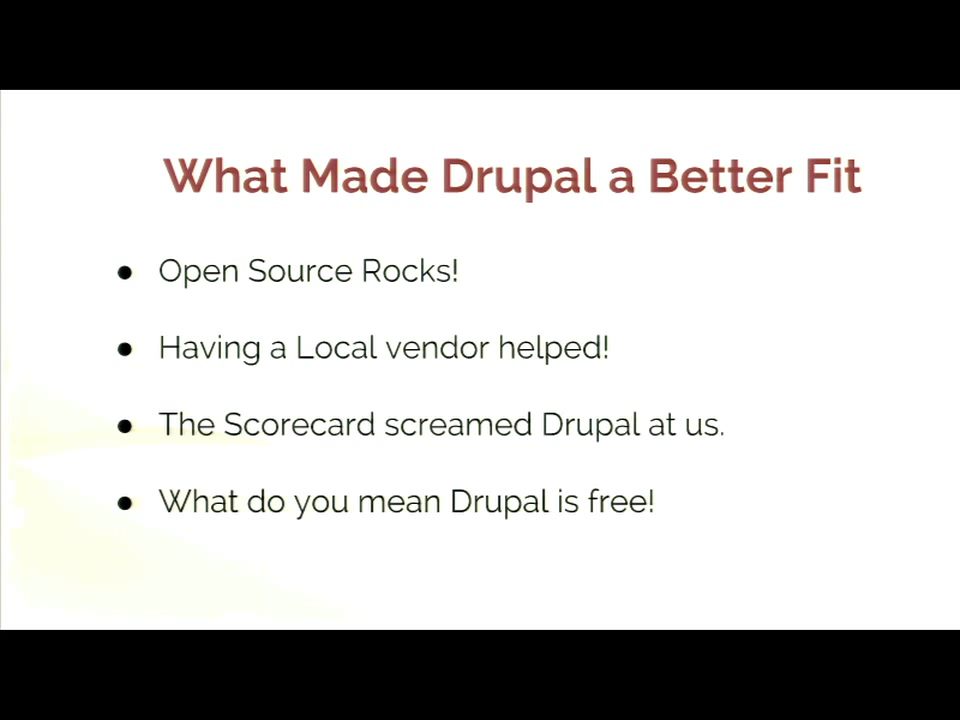 What Made Drupal a Better Fit
● Open Source Rocks!
● Having a Local vendor helped!
● The Scorecard screamed Drupal at us.
● What do you mean Drupal is free!